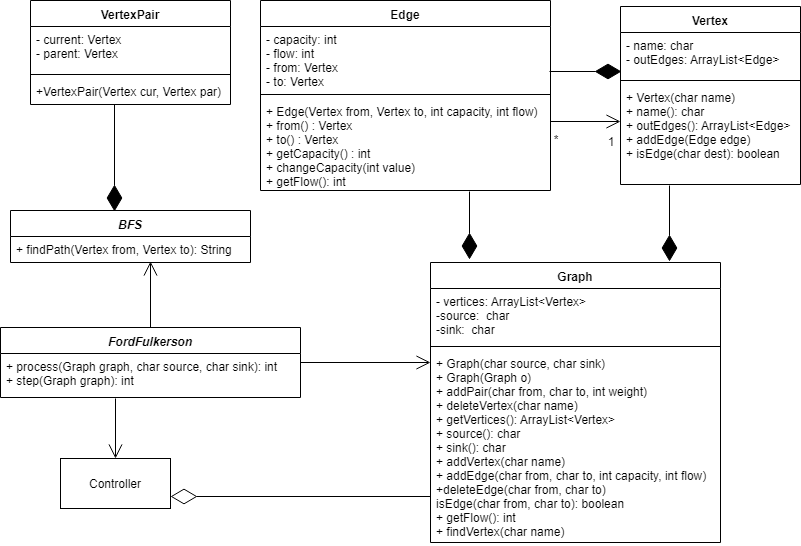 VertexPair
- current: Vertex
- parent: Vertex
+VertexPair(Vertex cur, Vertex par)
Edge
- capacity: int
- flow: int
- from: Vertex
- to: Vertex
+ Edge(Vertex from, Vertex to, int capacity, int flow)
+ from() : Vertex
+ to() : Vertex
+ getCapacity() : int
+ changeCapacity(int value)
+ getFlow(): int
Vertex
- name: char
- outEdges: ArrayList<Edge>
+ Vertex(char name)
+ name(): char
+ outEdges(): ArrayList<Edge>
+ addEdge(Edge edge)
+ isEdge(char dest): boolean
*
1
BFS
+ findPath(Vertex from, Vertex to): String
FordFulkerson
+ process(Graph graph, char source, char sink): int
+ step(Graph graph): int
Controller
Graph
- vertices: ArrayList<Vertex>
-source:  char
-sink:  char
+ Graph(char source, char sink)
+ Graph(Graph o)
+ addPair(char from, char to, int weight)
+ deleteVertex(char name)
+ getVertices(): ArrayList<Vertex>
+ source(): char
+ sink(): char
+ addVertex(char name)
+ addEdge(char from, char to, int capacity, int flow)
+deleteEdge(char from, char to)
isEdge(char from, char to): boolean
+ getFlow(): int
+ findVertex(char name)